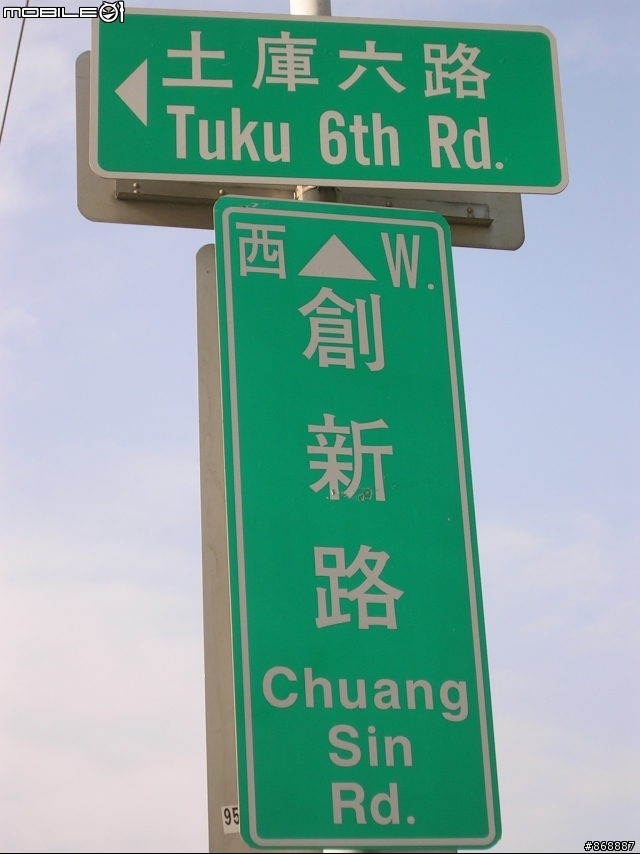 mobile01
土庫六路
Tuku 6th Rd.
西 W.
創新路
Chuang
Sin
Rd.
95
#868887